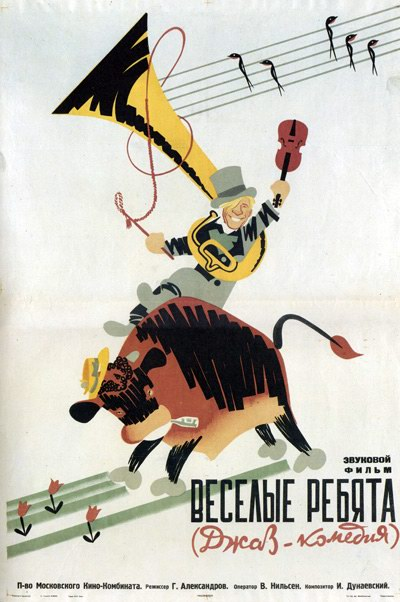 ЗВУКОВОЙ
ФИЛЬМ
ВЕСЕЛЫЕ РЕБЯТА
(Джаз-комедия)
П-во Московского Кино-Комбината. Режиссер Г. Александров. Оператор В. Нильсен. Композитор И. Дунаевский.